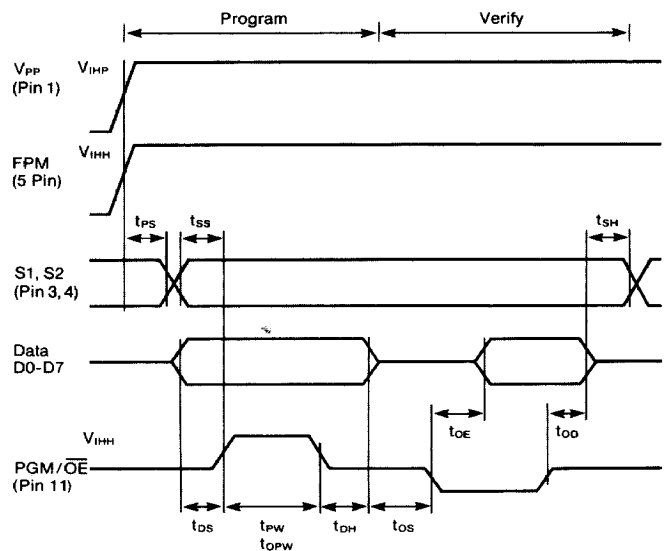 Program
Verify
VPP
(Pin 1)
VIHP
FPM
(5 Pin)
VIHH
tPS
tSS
tSH
S1, S2
(Pin 3, 4)
Data
D0-D7
tOE
tOD
VIHH
PGM/OE
(Pin 11)
tDS
tPW
tOPW
tDH
tOS